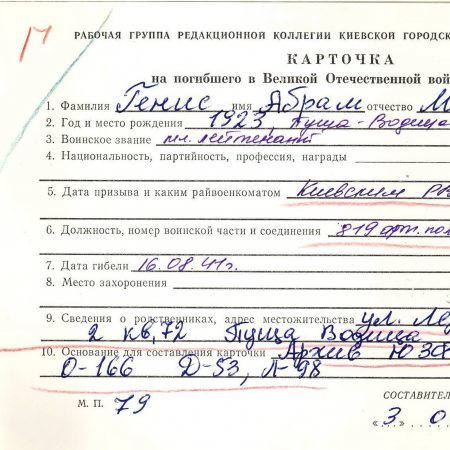 РАБОЧАЯ ГРУППА РЕДАКЦИОННОЙ КОЛЛЕГИИ КИЕВСКОЙ ГОРОДСК
КАРТОЧКА
на погибшего в Великой Отечественной вой
1. Фамилия Генис имя Абрам отчество М
2. Год и место рождения 1923, Пуща-Водица
3. Воинское звание мл. лейтенант
4. Национальность, партийность, профессия, награды
5. Дата призыва и каким райвоенкоматом Киевским
6. Должность, номер воинской части и соединения 819 арт. пол
7. Дата гибели 16.08.41г.
8. Место захоронения
9. Сведения о родственниках, адрес местожительства ул.
2 кв, 72 Пуща Водица
10. Основание для составления карточки Архив
О-166 Д-53, Л-98
М. П. 79
СОСТАВИТЕЛ
«3» 0